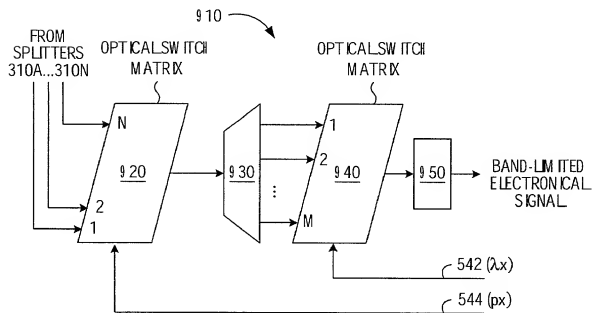 910
FROM
SPLITTERS
310A...310N
OPTICAL SWITCH
MATRIX
OPTICAL SWITCH
MATRIX
N
920
2
1
930
1
2
...
M
940
950
BAND-LIMITED
ELECTRONICAL
SIGNAL
542 (λx)
544 (px)